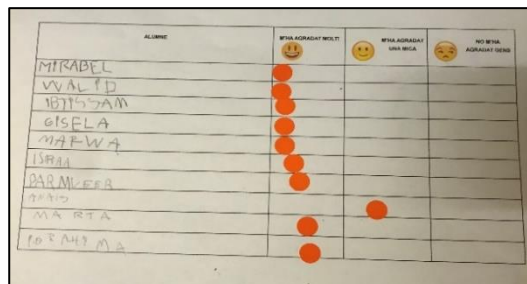 ALUMNE
M'HA AGRADAT MOLT!
M'HA AGRADAT UNA MICA
NO M'HA AGRADAT GENS
MIRABEL
WALID
IBTISSAM
GISELA
MARWA
ISRAA
PARMVEER
MARTA